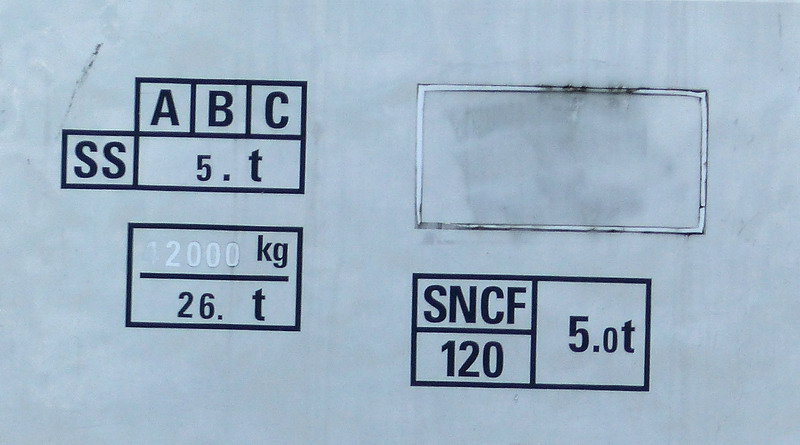 A B C
SS 5. t
12000 kg
26. t
SNCF 5.0t
120